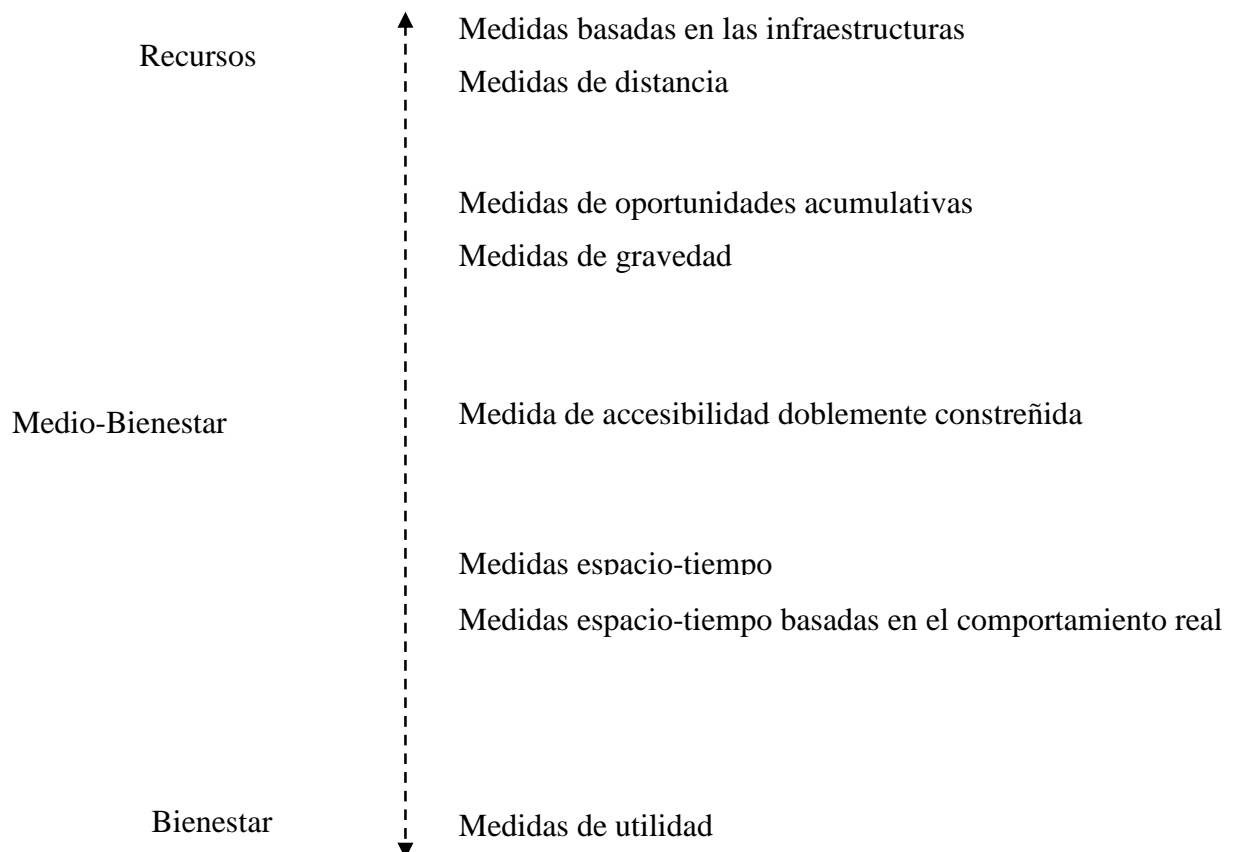 Medidas basadas en las infraestructuras
Recursos
Medidas de distancia
Medidas de oportunidades acumulativas
Medidas de gravedad
Medio-Bienestar
Medida de accesibilidad doblemente constreñida
Medidas espacio-tiempo
Medidas espacio-tiempo basadas en el comportamiento real
Bienestar
Medidas de utilidad